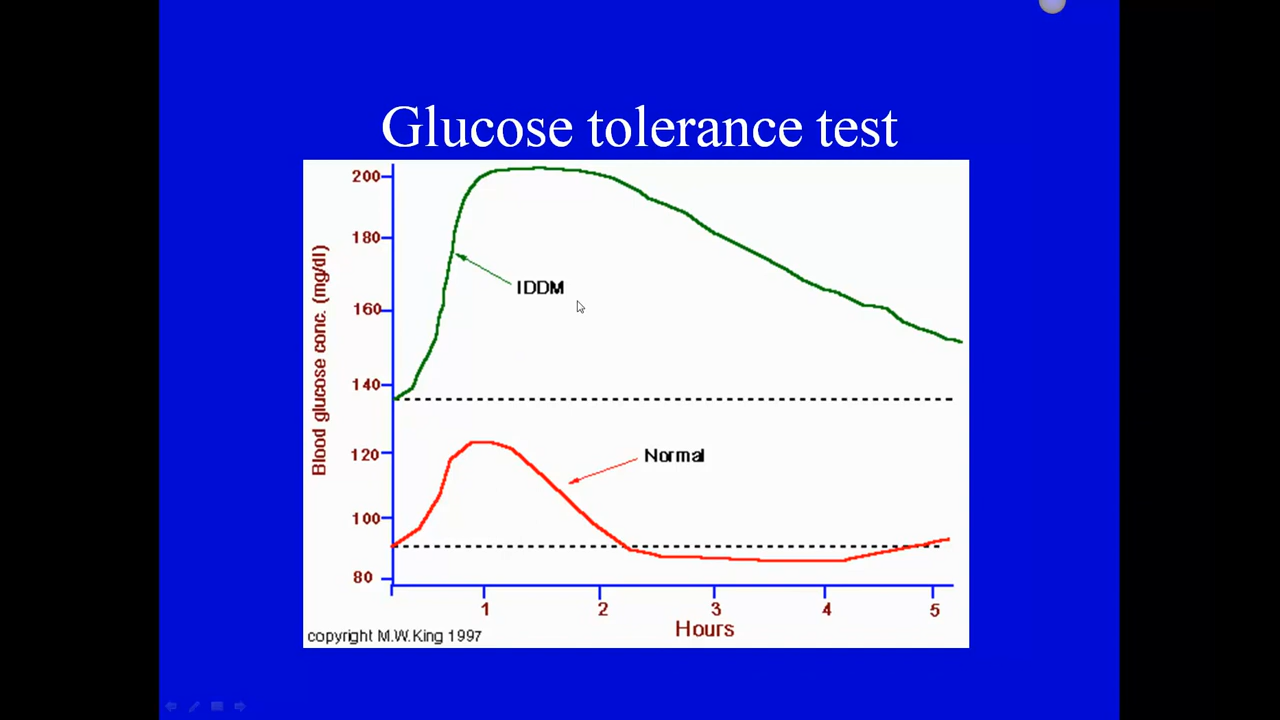 Glucose tolerance test
200
180
160
140
120
100
80
Blood glucose conc. (mg/dl)
IDDM
Normal
1 2 3 4 5
Hours
copyright M.W.King 1997